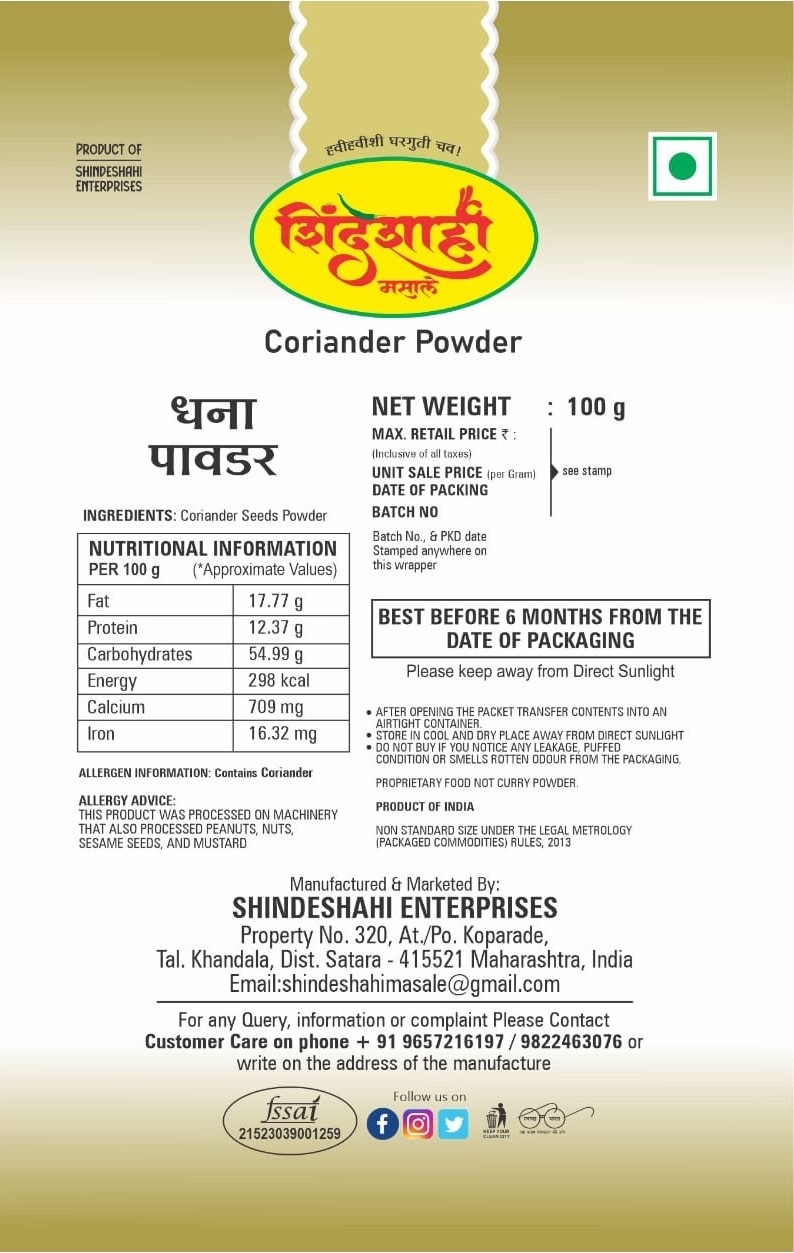 हवीहवीशी घरगुती चव!
PRODUCT OF
SHINDESHAHI
ENTERPRISES
शिंदेशाही
मसाले
Coriander Powder
धना
पावडर
INGREDIENTS: Coriander Seeds Powder
NUTRITIONAL INFORMATION
PER 100 g (*Approximate Values)
Fat 17.77 g
Protein 12.37 g
Carbohydrates 54.99 g
Energy 298 kcal
Calcium 709 mg
Iron 16.32 mg
ALLERGEN INFORMATION: Contains Coriander
ALLERGY ADVICE:
THIS PRODUCT WAS PROCESSED ON MACHINERY
THAT ALSO PROCESSED PEANUTS, NUTS,
SESAME SEEDS, AND MUSTARD
NET WEIGHT : 100 g
MAX. RETAIL PRICE ₹ :
(Inclusive of all taxes)
UNIT SALE PRICE (per Gram)
see stamp
DATE OF PACKING
BATCH NO
Batch No., & PKD date
Stamped anywhere on
this wrapper
BEST BEFORE 6 MONTHS FROM THE
DATE OF PACKAGING
Please keep away from Direct Sunlight
• AFTER OPENING THE PACKET TRANSFER CONTENTS INTO AN
AIRTIGHT CONTAINER.
• STORE IN COOL AND DRY PLACE AWAY FROM DIRECT SUNLIGHT
• DO NOT BUY IF YOU NOTICE ANY LEAKAGE, PUFFED
CONDITION OR SMELLS ROTTEN ODOUR FROM THE PACKAGING.
PROPRIETARY FOOD NOT CURRY POWDER.
PRODUCT OF INDIA
NON STANDARD SIZE UNDER THE LEGAL METROLOGY
(PACKAGED COMMODITIES) RULES, 2013
Manufactured & Marketed By:
SHINDESHAHI ENTERPRISES
Property No. 320, At./Po. Koparade,
Tal. Khandala, Dist. Satara - 415521 Maharashtra, India
Email:shindeshahimasale@gmail.com
For any Query, information or complaint Please Contact
Customer Care on phone + 91 9657216197 / 9822463076 or
write on the address of the manufacture
fssai
21523039001259
Follow us on
KEEP YOUR
CLEAN CITY
स्वच्छ भारत